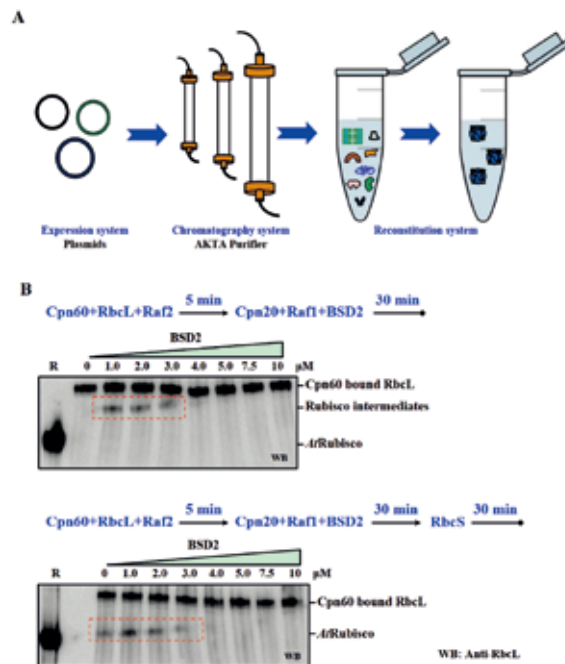 A
Expression system
Plasmids
Chromatography system
AKTA Purifier
Reconstitution system
B
5 min
30 min
Cpn60+RbcL+Raf2
Cpn20+Raf1+BSD2
BSD2
R
0 1.0 2.0 3.0 4.0 5.0 7.5 10 µM
Cpn60 bound RbcL
Rubisco intermediates
AtRubisco
WB
5 min
30 min
30 min
Cpn60+RbcL+Raf2
Cpn20+Raf1+BSD2
RbcS
BSD2
R
0 1.0 2.0 3.0 4.0 5.0 7.5 10 µM
Cpn60 bound RbcL
AtRubisco
WB
WB: Anti-RbcL